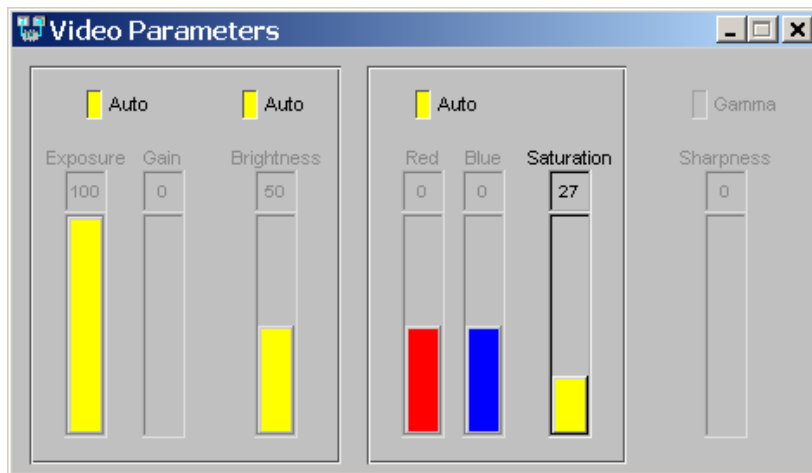 Video Parameters
Auto Auto Auto Gamma
Exposure Gain Brightness Red Blue Saturation Sharpness
100 0 50 0 0 27 0